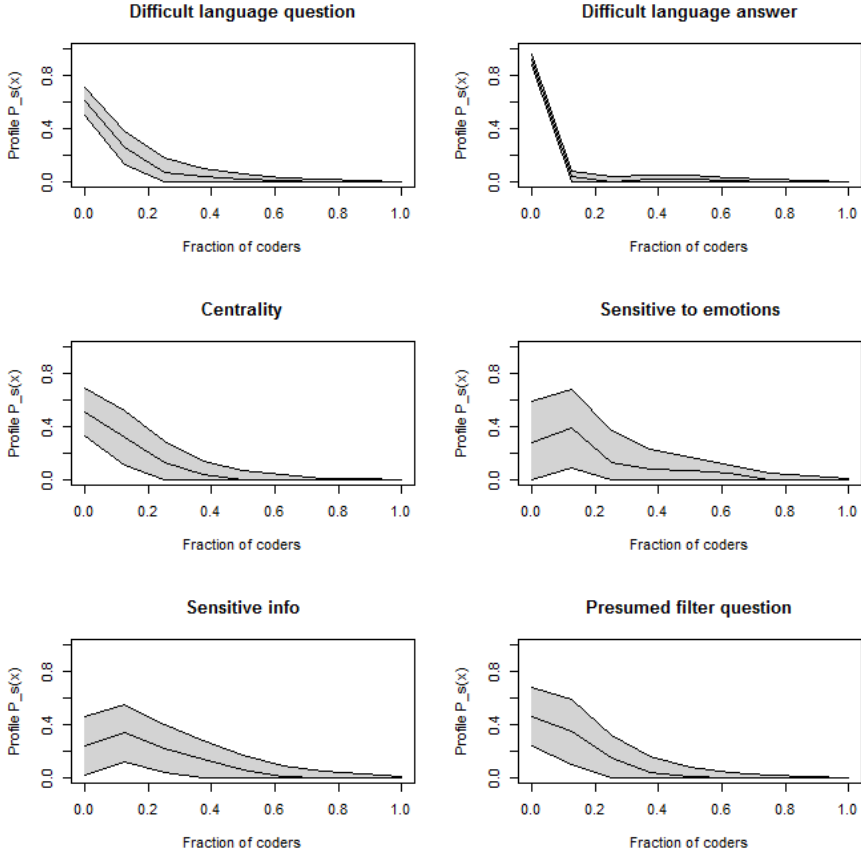 Difficult language question
Profile P_s(x)
0.0 0.4 0.8
0.0 0.2 0.4 0.6 0.8 1.0
Fraction of coders
Difficult language answer
Profile P_s(x)
0.0 0.4 0.8
0.0 0.2 0.4 0.6 0.8 1.0
Fraction of coders
Centrality
Profile P_s(x)
0.0 0.4 0.8
0.0 0.2 0.4 0.6 0.8 1.0
Fraction of coders
Sensitive to emotions
Profile P_s(x)
0.0 0.4 0.8
0.0 0.2 0.4 0.6 0.8 1.0
Fraction of coders
Sensitive info
Profile P_s(x)
0.0 0.4 0.8
0.0 0.2 0.4 0.6 0.8 1.0
Fraction of coders
Presumed filter question
Profile P_s(x)
0.0 0.4 0.8
0.0 0.2 0.4 0.6 0.8 1.0
Fraction of coders